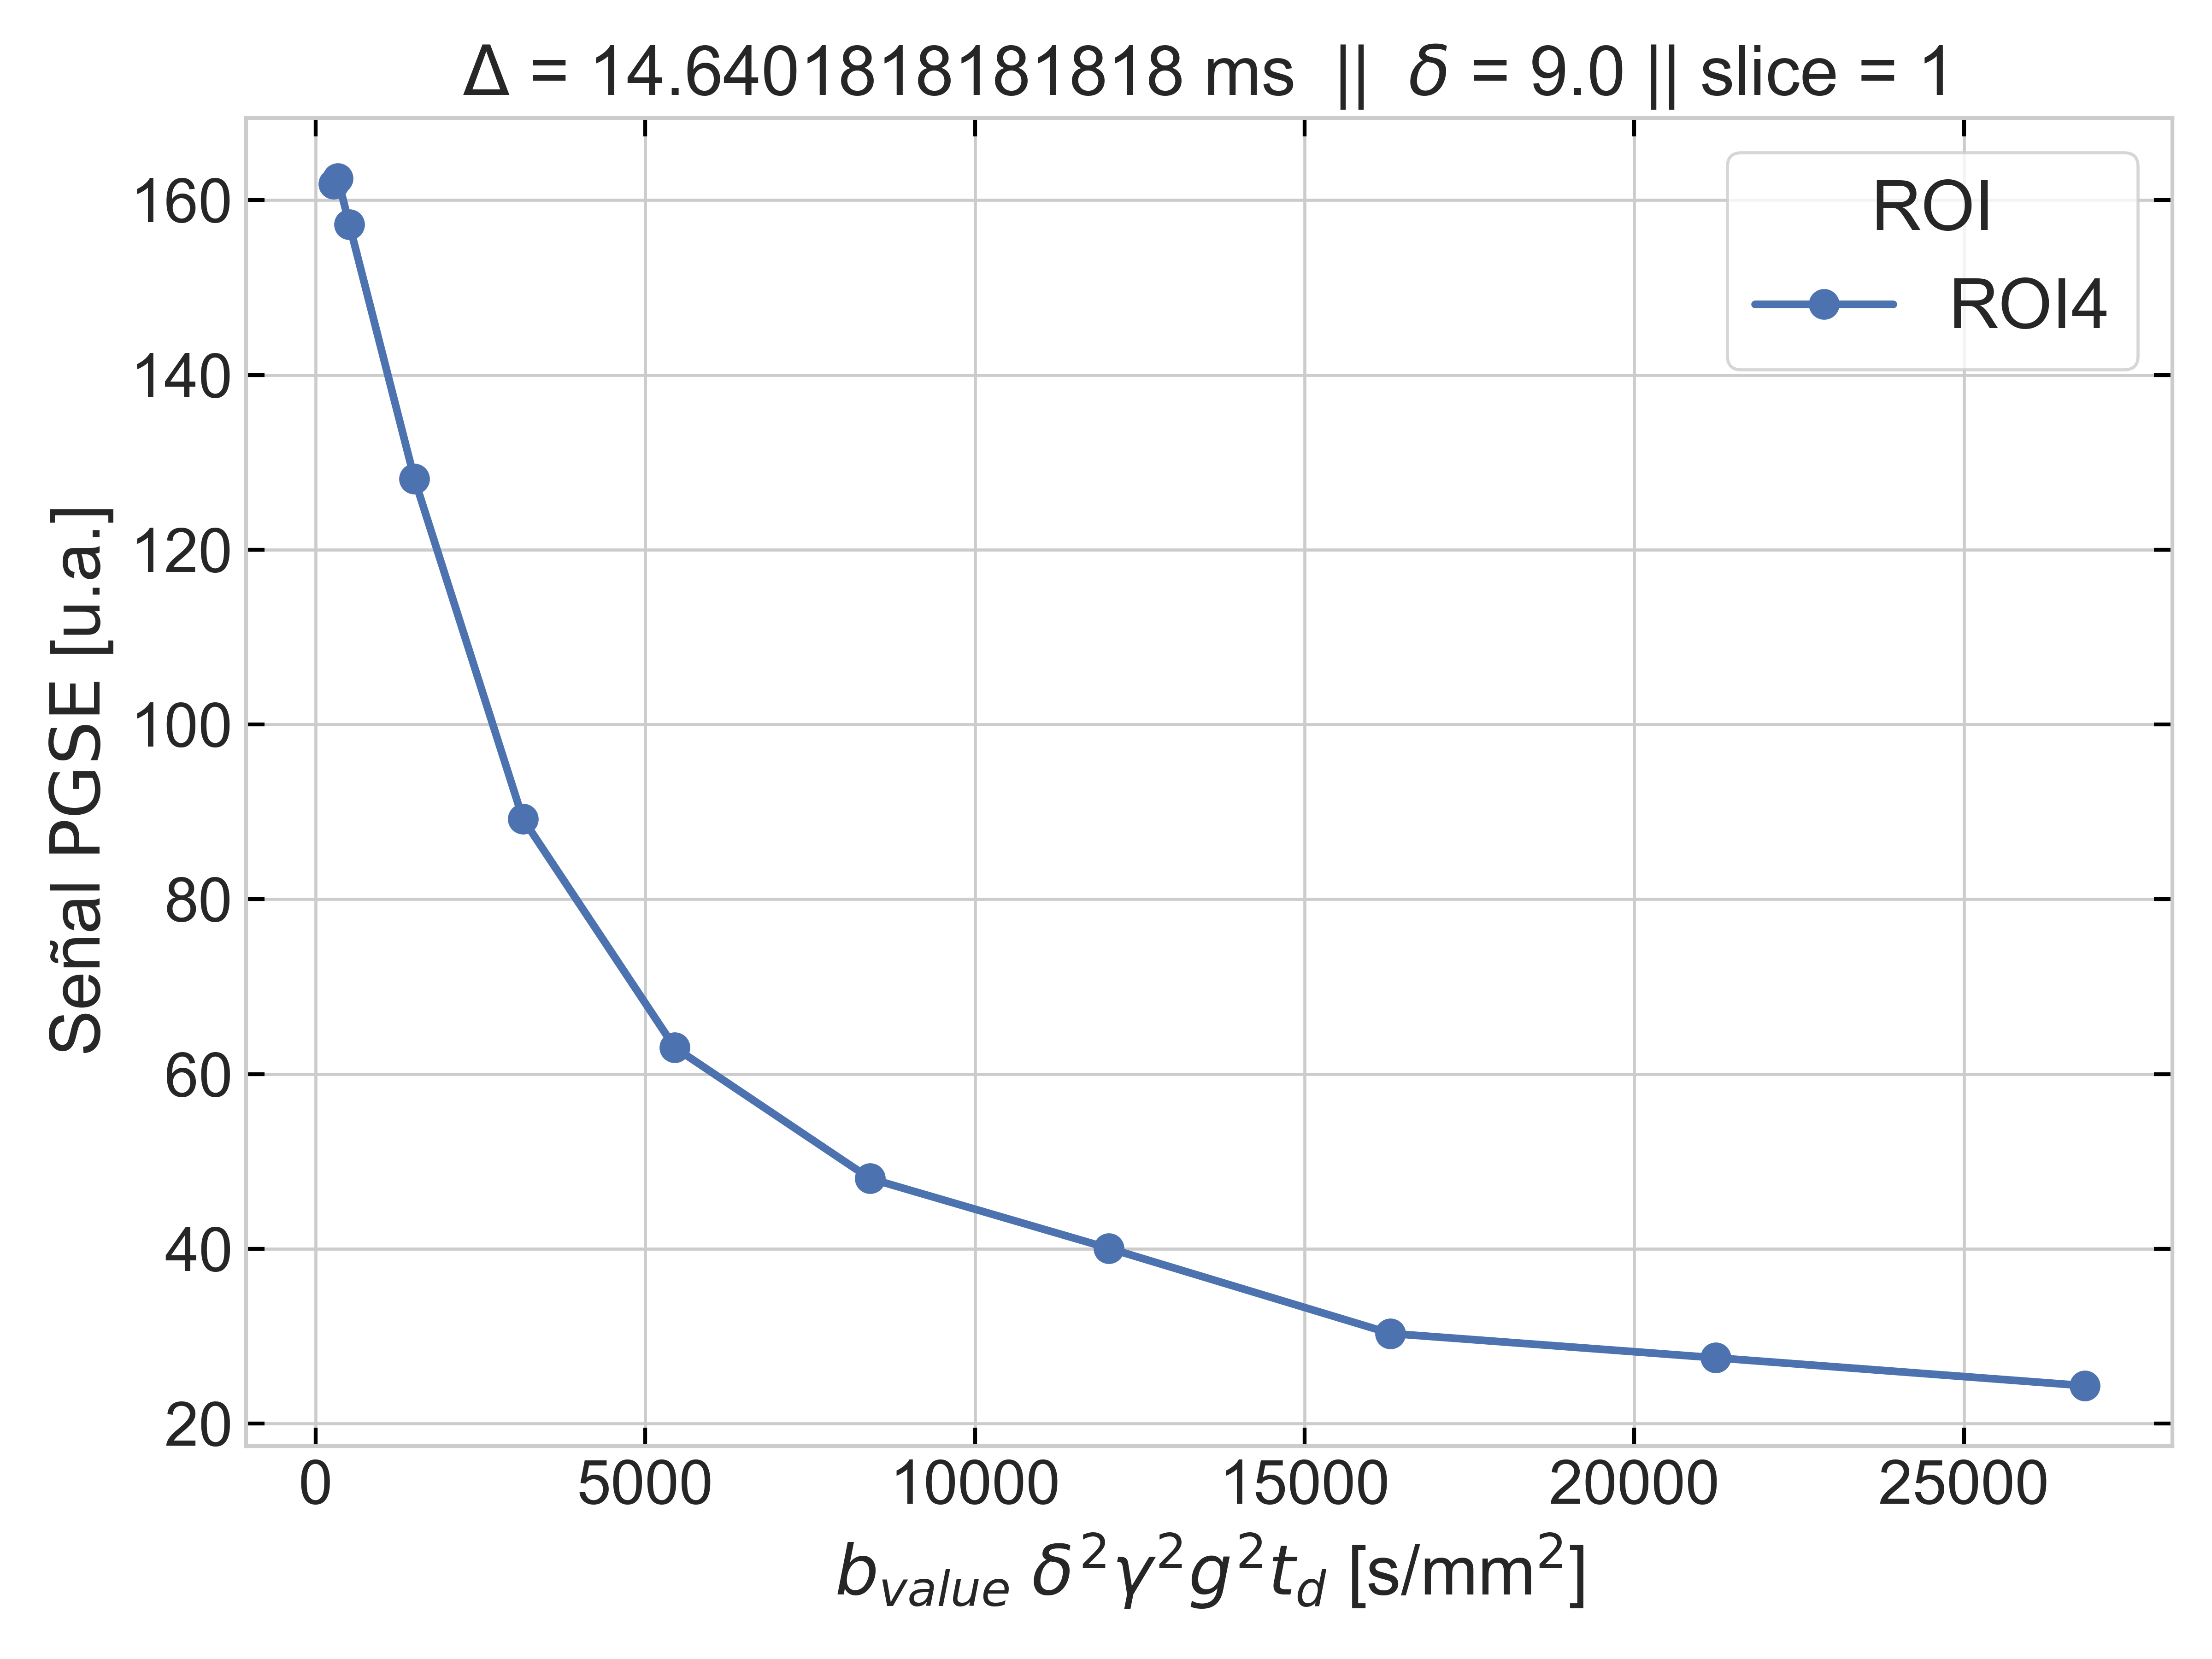 Δ = 14.640181818181818 ms || δ = 9.0 || slice = 1
ROI
ROI4
Señal PGSE [u.a.]
160
140
120
100
80
60
40
20
0 5000 10000 15000 20000 25000
b_value δ²γ²g²t_d [s/mm²]